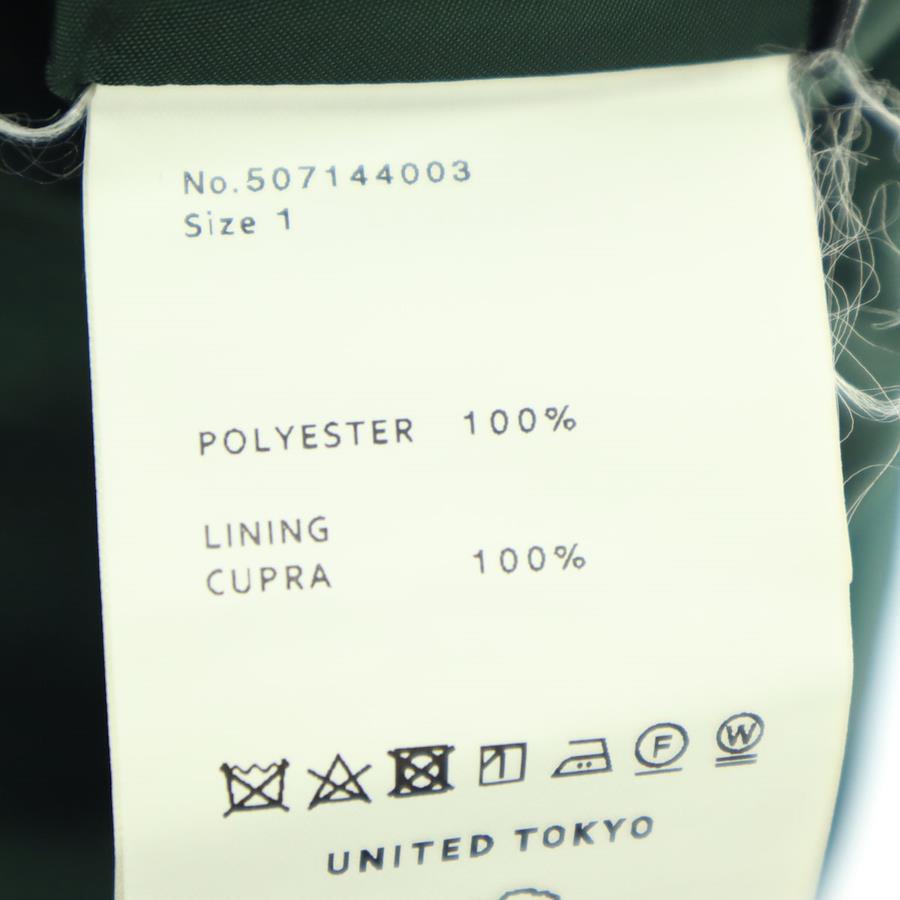 No.507144003
Size 1
POLYESTER 100%
LINING
CUPRA 100%
F W
UNITED TOKYO